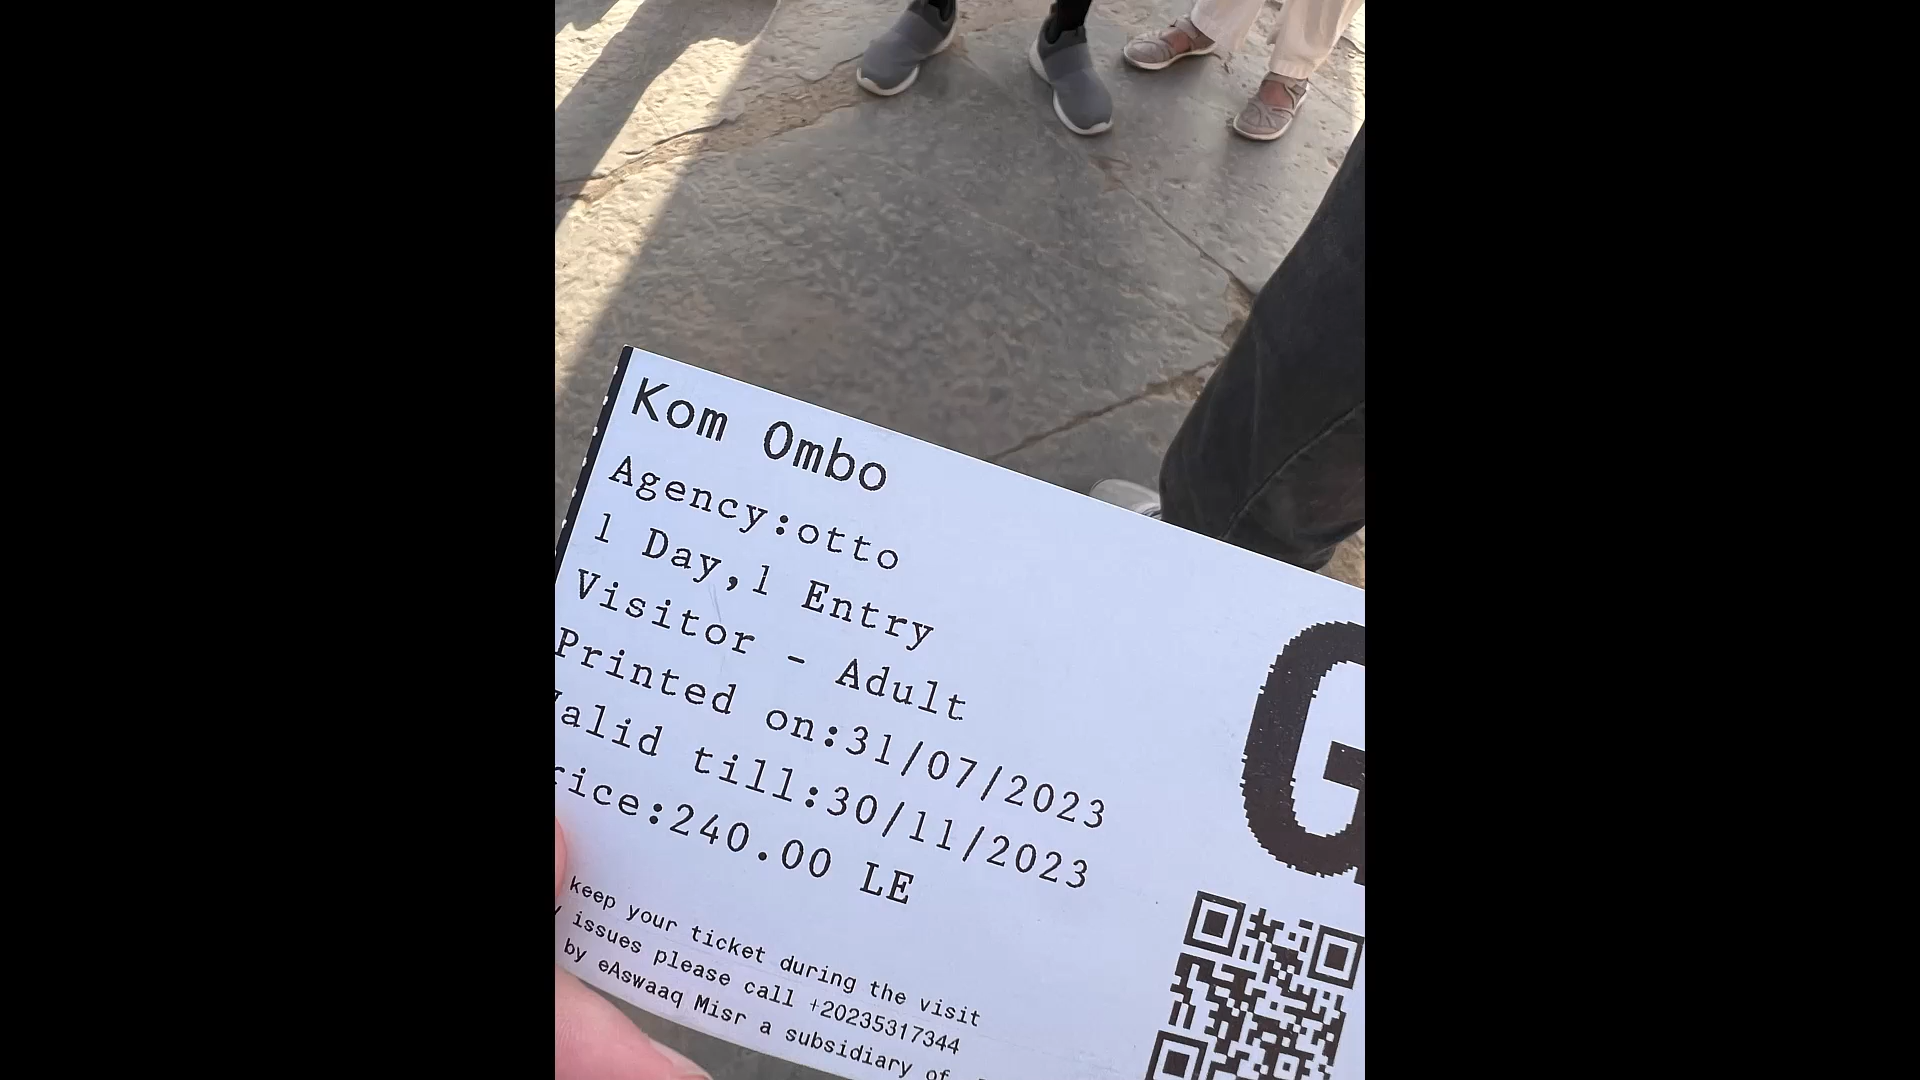 Kom Ombo
Agency:otto
1 Day,1 Entry
Visitor - Adult
Printed on:31/07/2023
Valid till:30/11/2023
rice:240.00 LE
keep your ticket during the visit
y issues please call +20235317344
by eAswaaq Misr a subsidiary of
G